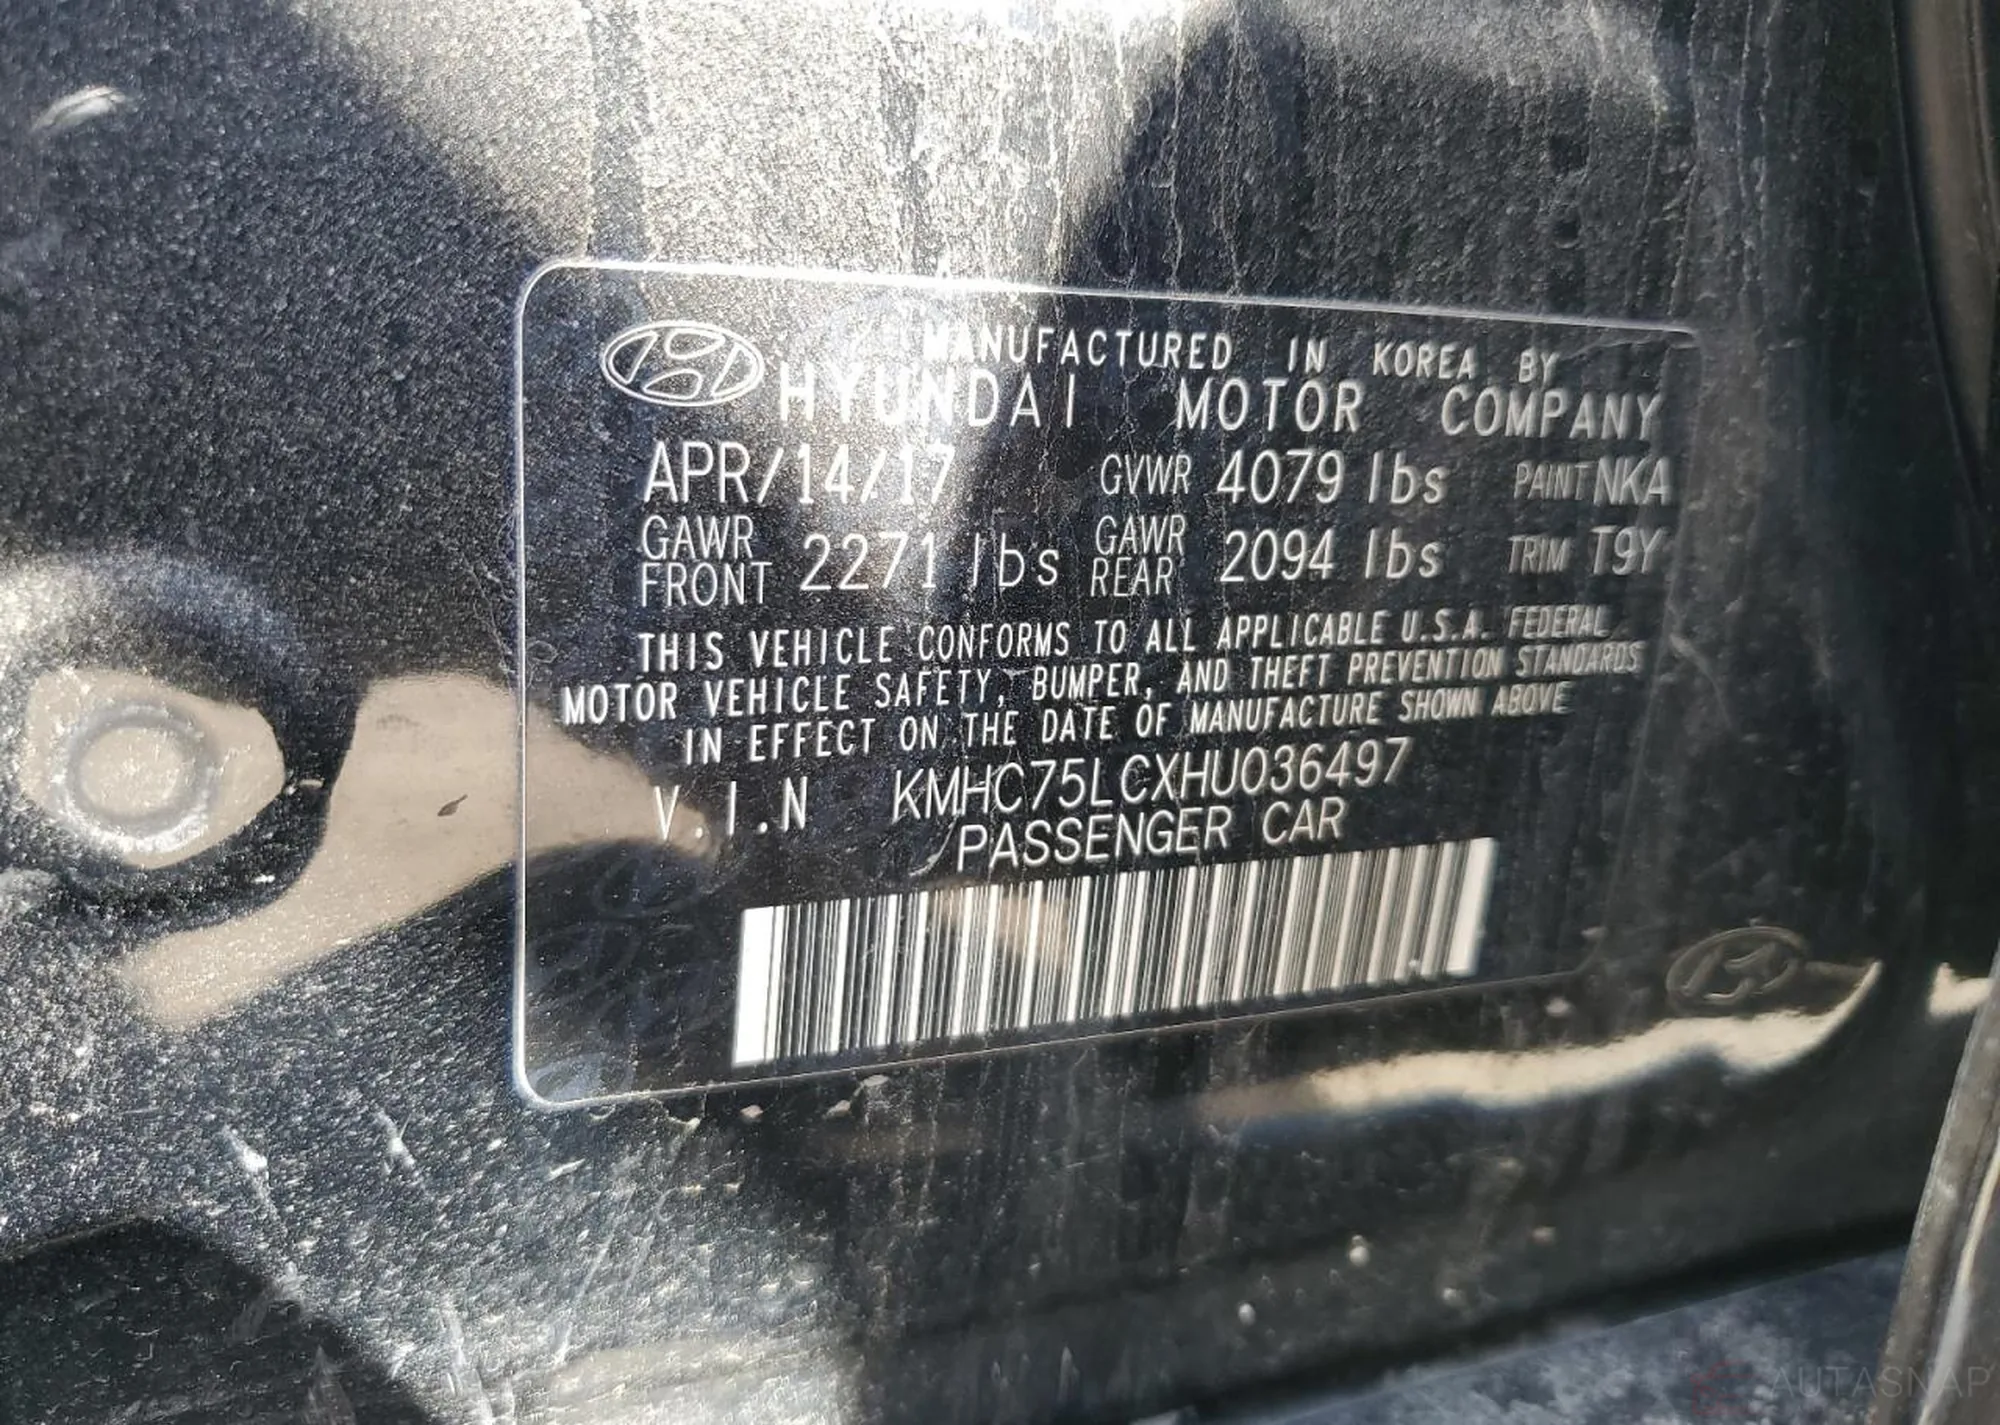 MANUFACTURED IN KOREA BY
HYUNDAI MOTOR COMPANY
APR/14/17 GVWR 4079 lbs PAINT NKA
GAWR FRONT 2271 lbs GAWR REAR 2094 lbs TRIM T9Y
THIS VEHICLE CONFORMS TO ALL APPLICABLE U.S.A. FEDERAL
MOTOR VEHICLE SAFETY, BUMPER, AND THEFT PREVENTION STANDARDS
IN EFFECT ON THE DATE OF MANUFACTURE SHOWN ABOVE
V.I.N KMHC75LCXHU036497
PASSENGER CAR
AUTASNAP